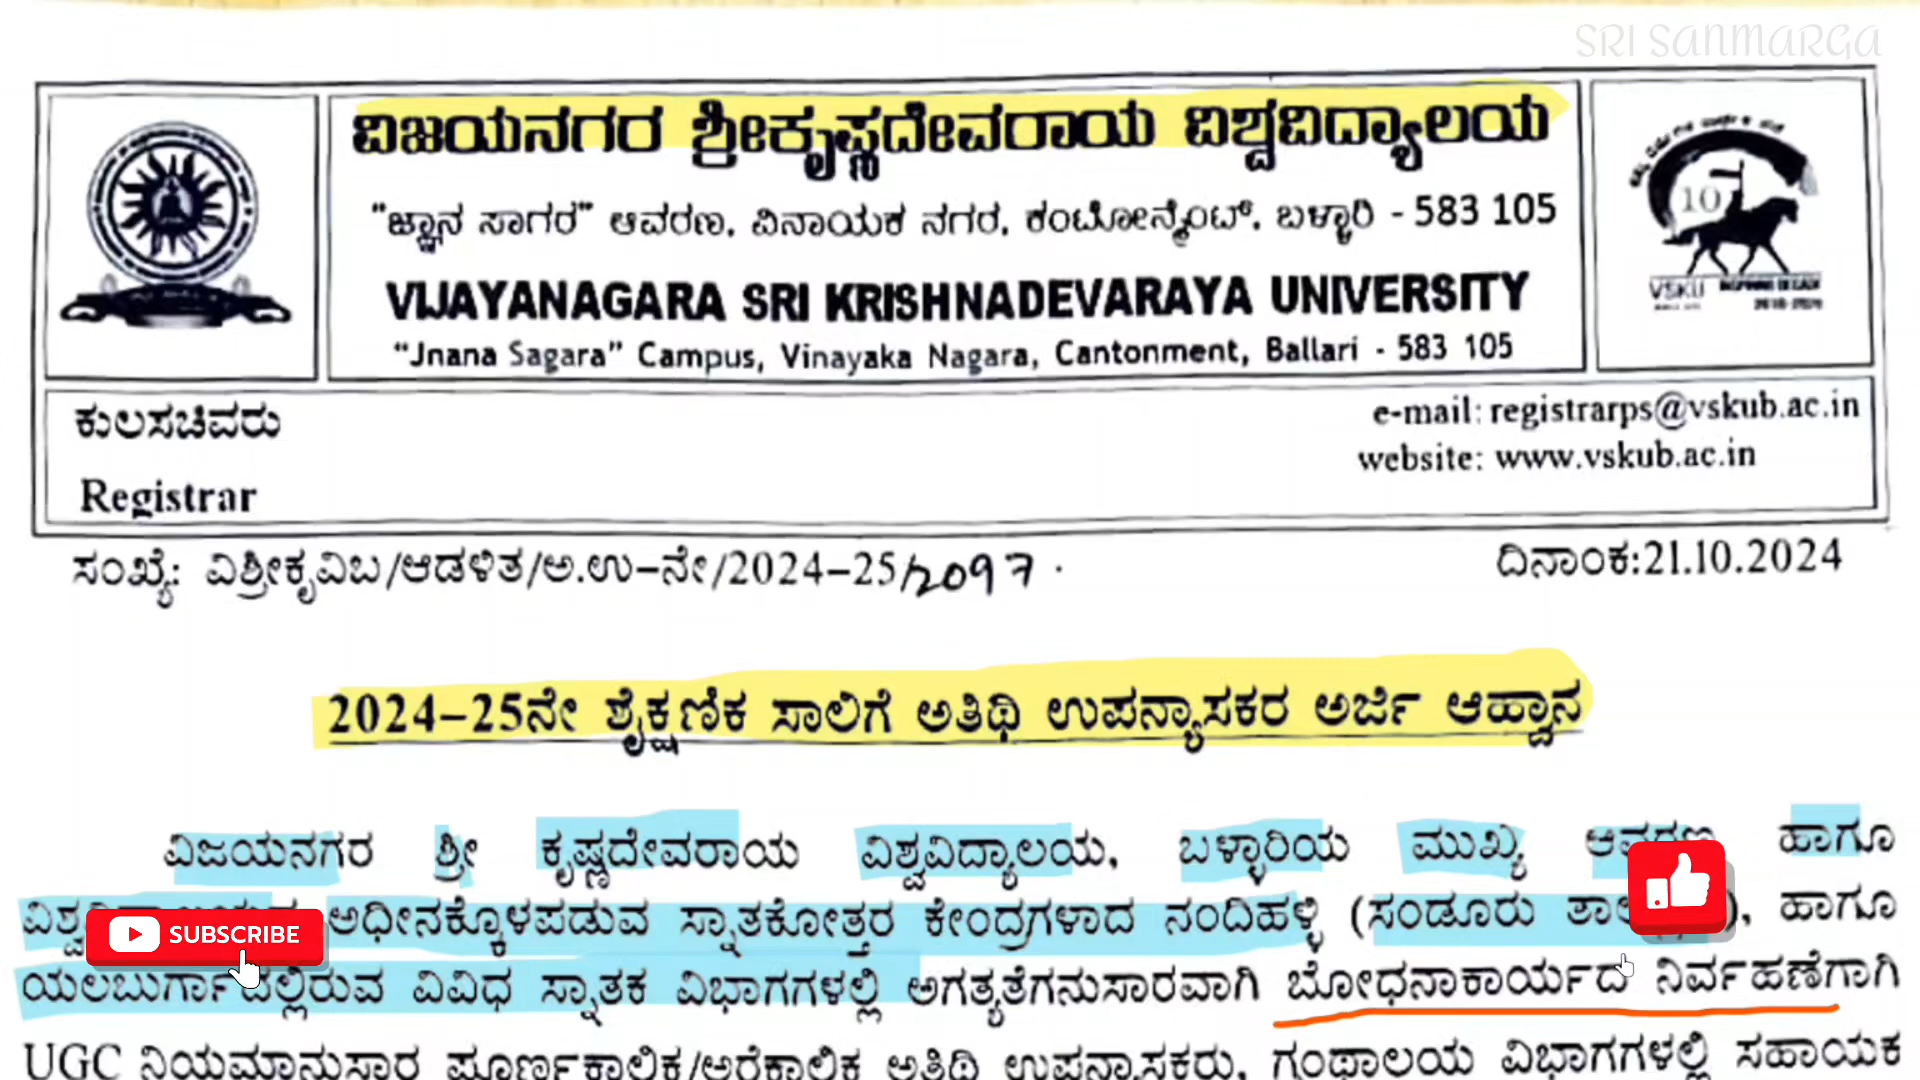 SRI SANMARGA
ವಿಜಯನಗರ ಶ್ರೀಕೃಷ್ಣದೇವರಾಯ ವಿಶ್ವವಿದ್ಯಾಲಯ
"ಜ್ಞಾನ ಸಾಗರ" ಆವರಣ, ವಿನಾಯಕ ನಗರ, ಕಂಟೋನ್ಮೆಂಟ್, ಬಳ್ಳಾರಿ - 583 105
VIJAYANAGARA SRI KRISHNADEVARAYA UNIVERSITY
"Jnana Sagara" Campus, Vinayaka Nagara, Cantonment, Ballari - 583 105
10
VSKU
ಕುಲಸಚಿವರು
Registrar
e-mail: registrarps@vskub.ac.in
website: www.vskub.ac.in
ಸಂಖ್ಯೆ: ವಿಶ್ರೀಕೃವಿಬ/ಆಡಳಿತ/ಅ.ಉ-ನೇ/2024-25/2097
ದಿನಾಂಕ:21.10.2024
2024-25ನೇ ಶೈಕ್ಷಣಿಕ ಸಾಲಿಗೆ ಅತಿಥಿ ಉಪನ್ಯಾಸಕರ ಅರ್ಜಿ ಆಹ್ವಾನ
ವಿಜಯನಗರ ಶ್ರೀ ಕೃಷ್ಣದೇವರಾಯ ವಿಶ್ವವಿದ್ಯಾಲಯ, ಬಳ್ಳಾರಿಯ ಮುಖ್ಯ ಆವರಣ ಹಾಗೂ
ಅಧೀನಕ್ಕೊಳಪಡುವ ಸ್ನಾತಕೋತ್ತರ ಕೇಂದ್ರಗಳಾದ ನಂದಿಹಳ್ಳಿ (ಸಂಡೂರು ), ಹಾಗೂ
ಯಲಬುರ್ಗಾದಲ್ಲಿರುವ ವಿವಿಧ ಸ್ನಾತಕ ವಿಭಾಗಗಳಲ್ಲಿ ಅಗತ್ಯತೆಗನುಸಾರವಾಗಿ ಬೋಧನಾಕಾರ್ಯದ ನಿರ್ವಹಣೆಗಾಗಿ
UGC ನಿಯಮಾನುಸಾರ ಪೂರ್ಣಕಾಲಿಕ/ಅರೆಕಾಲಿಕ ಅತಿಥಿ ಉಪನ್ಯಾಸಕರು, ಗ್ರಂಥಾಲಯ ವಿಭಾಗಗಳಲ್ಲಿ ಸಹಾಯಕ
SUBSCRIBE